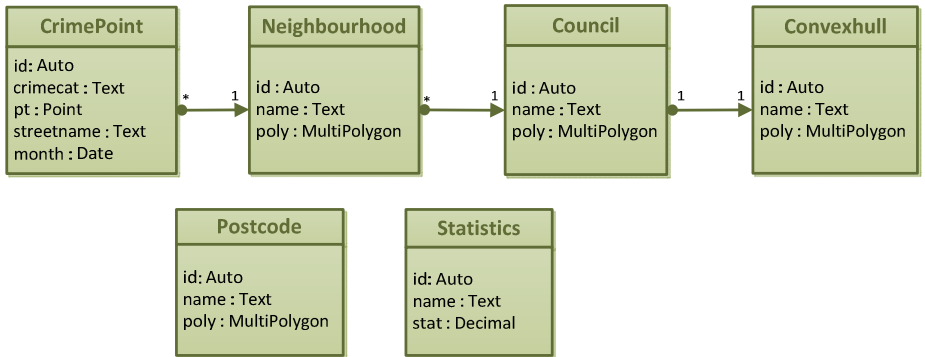 CrimePoint
id: Auto
crimecat : Text
pt : Point
streetname : Text
month : Date
* 1
Neighbourhood
id : Auto
name : Text
poly : MultiPolygon
* 1
Council
id : Auto
name : Text
poly : MultiPolygon
1 1
Convexhull
id : Auto
name : Text
poly : MultiPolygon
Postcode
id: Auto
name : Text
poly : MultiPolygon
Statistics
id: Auto
name : Text
stat : Decimal